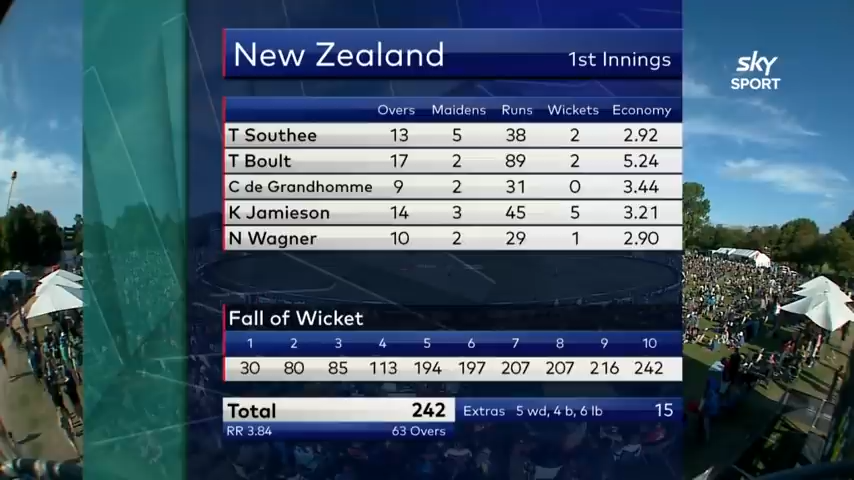 New Zealand 1st Innings
sky
SPORT
Overs Maidens Runs Wickets Economy
T Southee 13 5 38 2 2.92
T Boult 17 2 89 2 5.24
C de Grandhomme 9 2 31 0 3.44
K Jamieson 14 3 45 5 3.21
N Wagner 10 2 29 1 2.90
Fall of Wicket
1 2 3 4 5 6 7 8 9 10
30 80 85 113 194 197 207 207 216 242
Total 242 Extras 5 wd, 4 b, 6 lb 15
RR 3.84 63 Overs